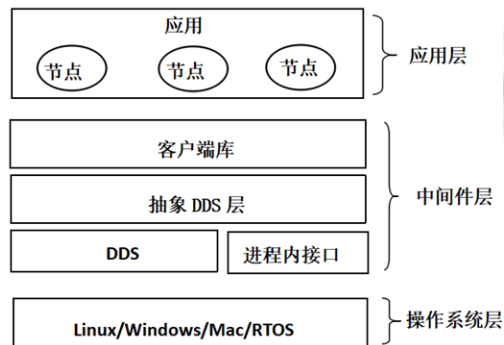 应用
节点 节点 节点
应用层
客户端库
抽象 DDS 层
中间件层
DDS 进程内接口
Linux/Windows/Mac/RTOS
操作系统层